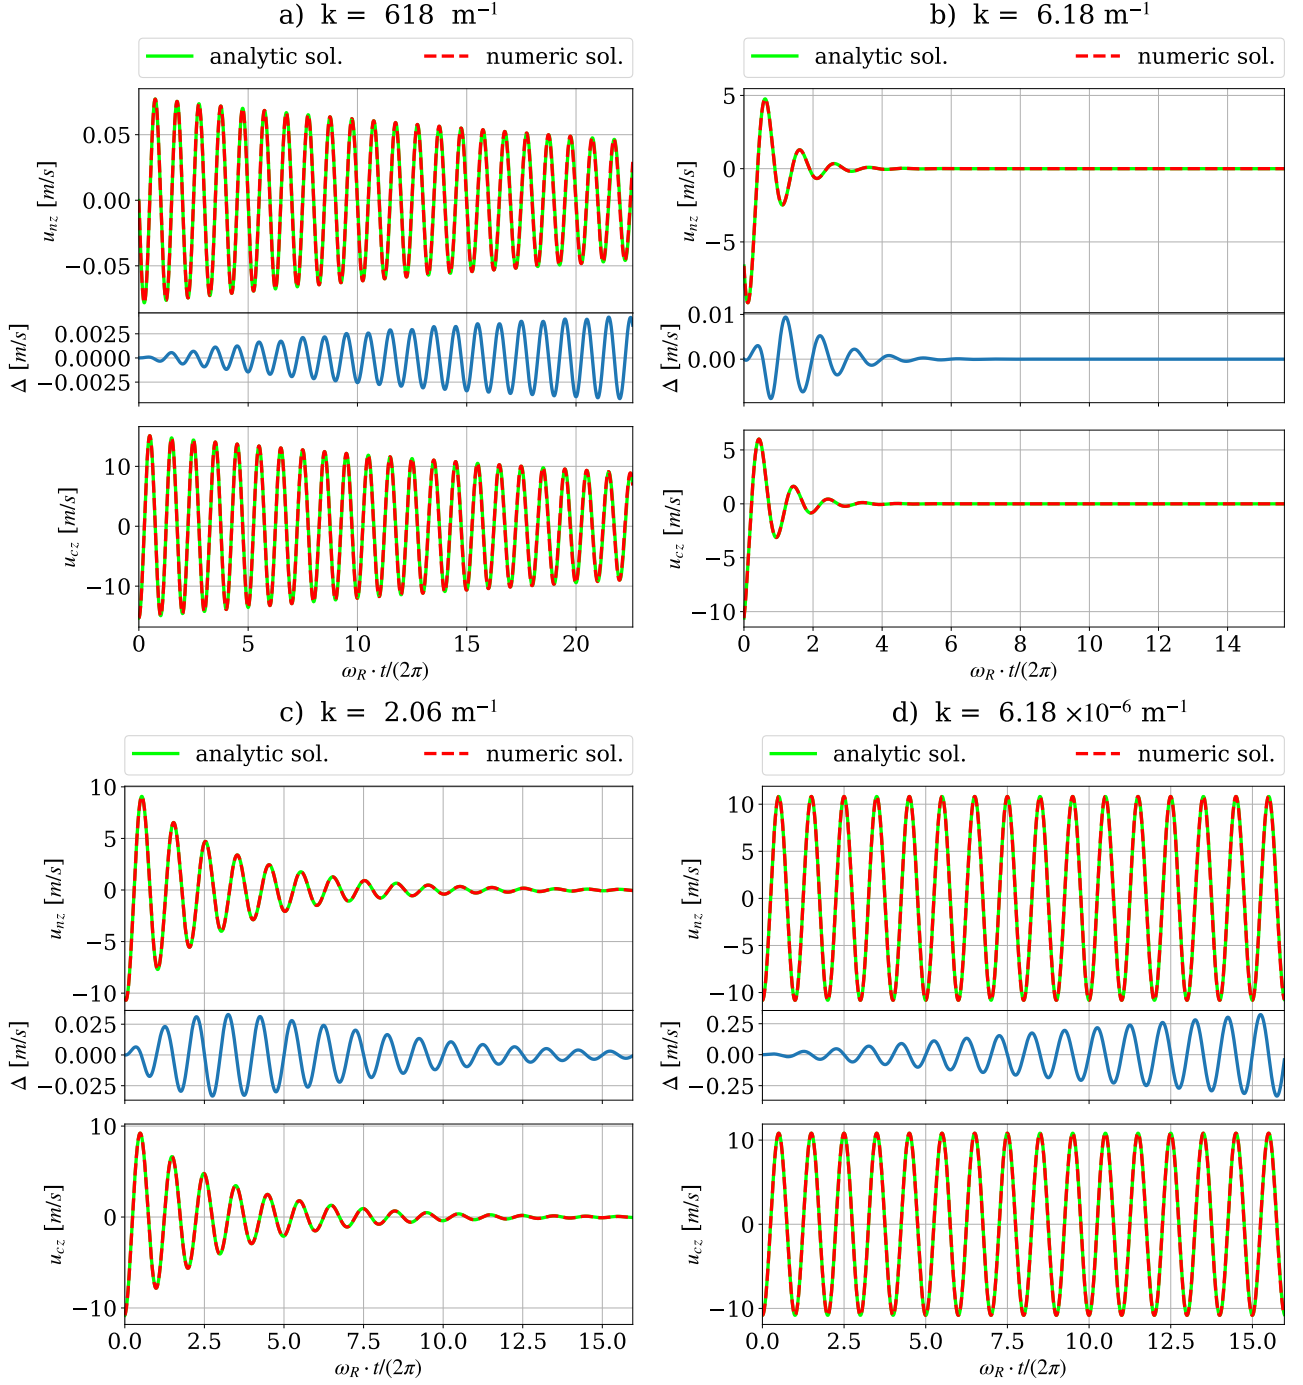 a) k = 618 m⁻¹
analytic sol. numeric sol.
0.05
0.00
−0.05
u_nz [m/s]
0.0025
0.0000
−0.0025
Δ [m/s]
10
0
−10
u_cz [m/s]
0 5 10 15 20
ω_R · t/(2π)
b) k = 6.18 m⁻¹
analytic sol. numeric sol.
5
0
−5
u_nz [m/s]
0.01
0.00
Δ [m/s]
5
0
−5
−10
u_cz [m/s]
0 2 4 6 8 10 12 14
ω_R · t/(2π)
c) k = 2.06 m⁻¹
analytic sol. numeric sol.
10
5
0
−5
−10
u_nz [m/s]
0.025
0.000
−0.025
Δ [m/s]
10
0
−10
u_cz [m/s]
0.0 2.5 5.0 7.5 10.0 12.5 15.0
ω_R · t/(2π)
d) k = 6.18 ×10⁻⁶ m⁻¹
analytic sol. numeric sol.
10
5
0
−5
−10
u_nz [m/s]
0.25
0.00
−0.25
Δ [m/s]
10
0
−10
u_cz [m/s]
0.0 2.5 5.0 7.5 10.0 12.5 15.0
ω_R · t/(2π)